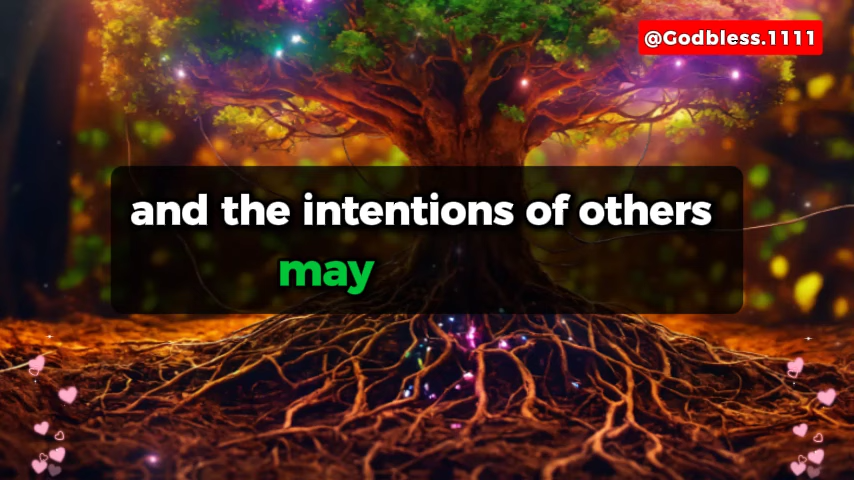 @Godbless.1111
and the intentions of others
may